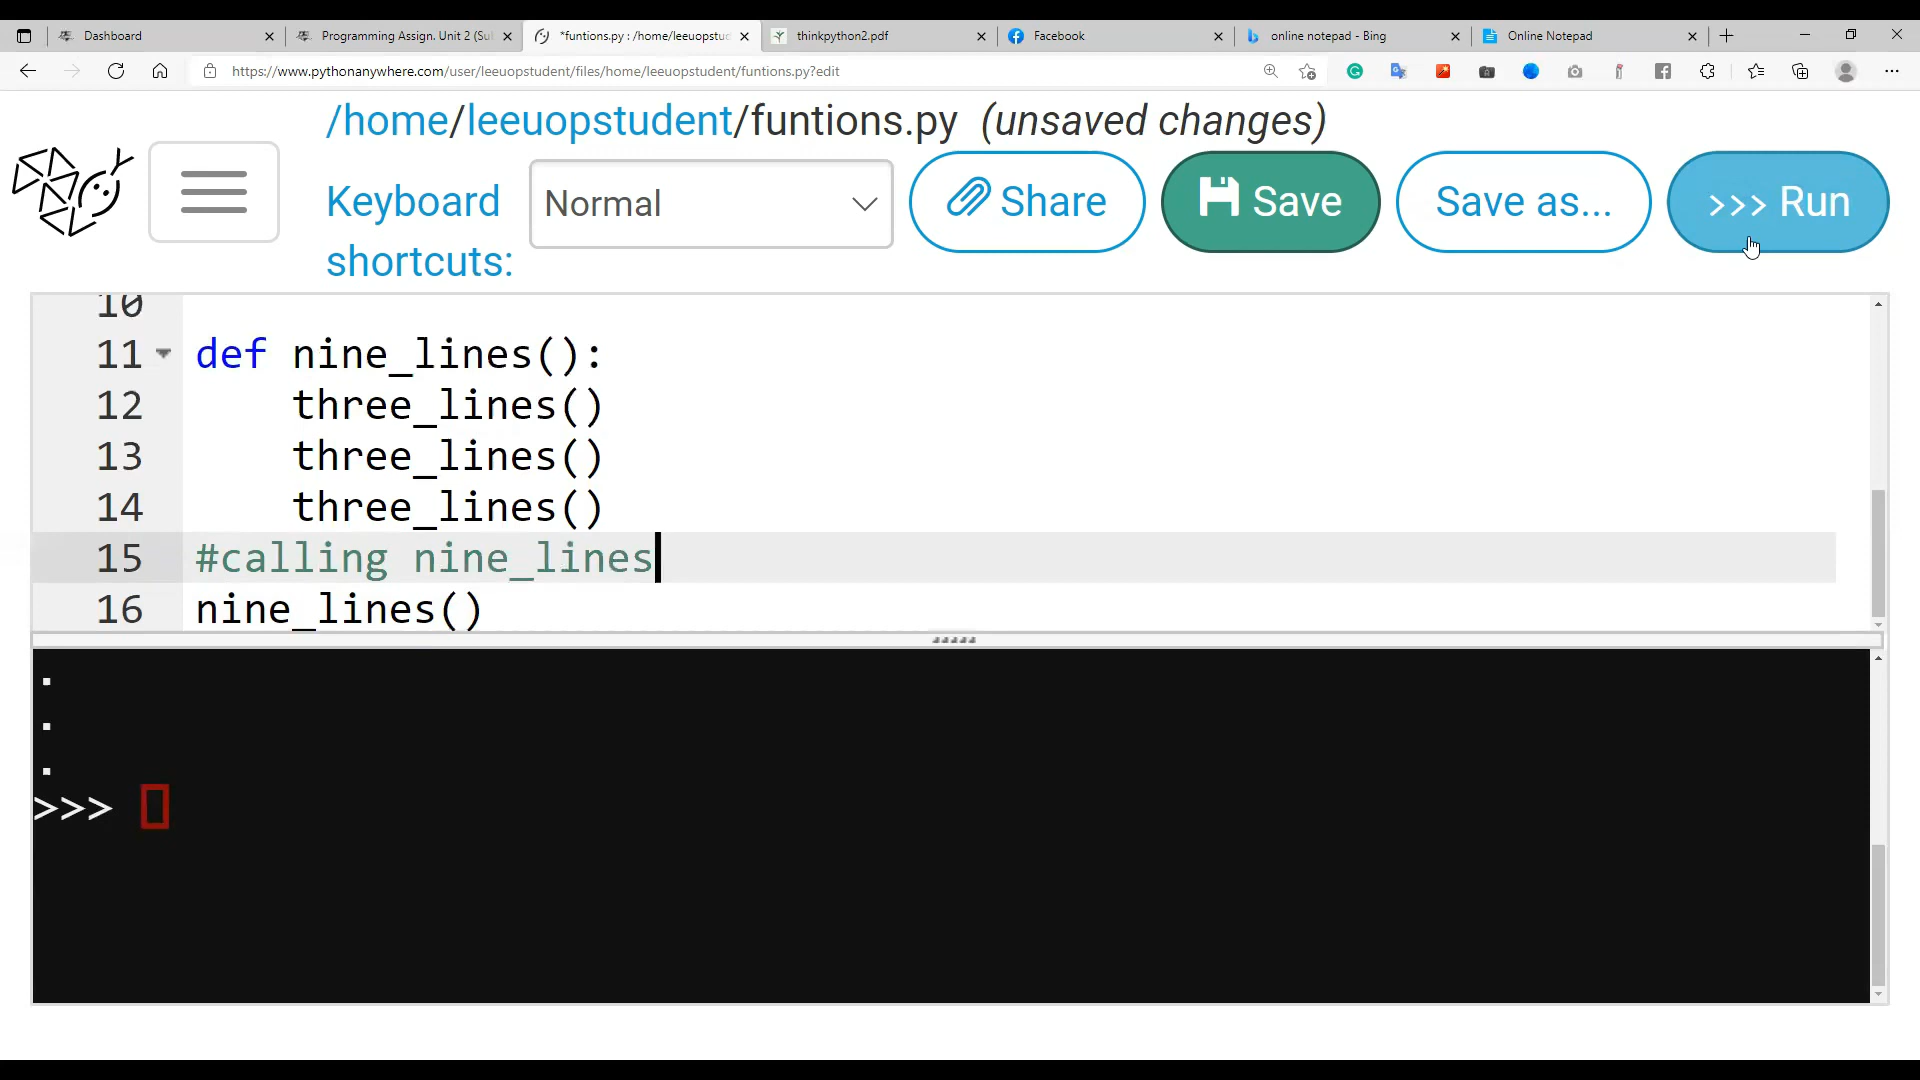 Dashboard
Programming Assign. Unit 2 (Sul
*funtions.py : /home/leeuopstud
thinkpython2.pdf
Facebook
online notepad - Bing
Online Notepad
https://www.pythonanywhere.com/user/leeuopstudent/files/home/leeuopstudent/funtions.py?edit
/home/leeuopstudent/funtions.py (unsaved changes)
Keyboard shortcuts:
Normal
Share
Save
Save as...
>>> Run
10
11 def nine_lines():
12 three_lines()
13 three_lines()
14 three_lines()
15 #calling nine_lines
16 nine_lines()
.
.
.
>>>